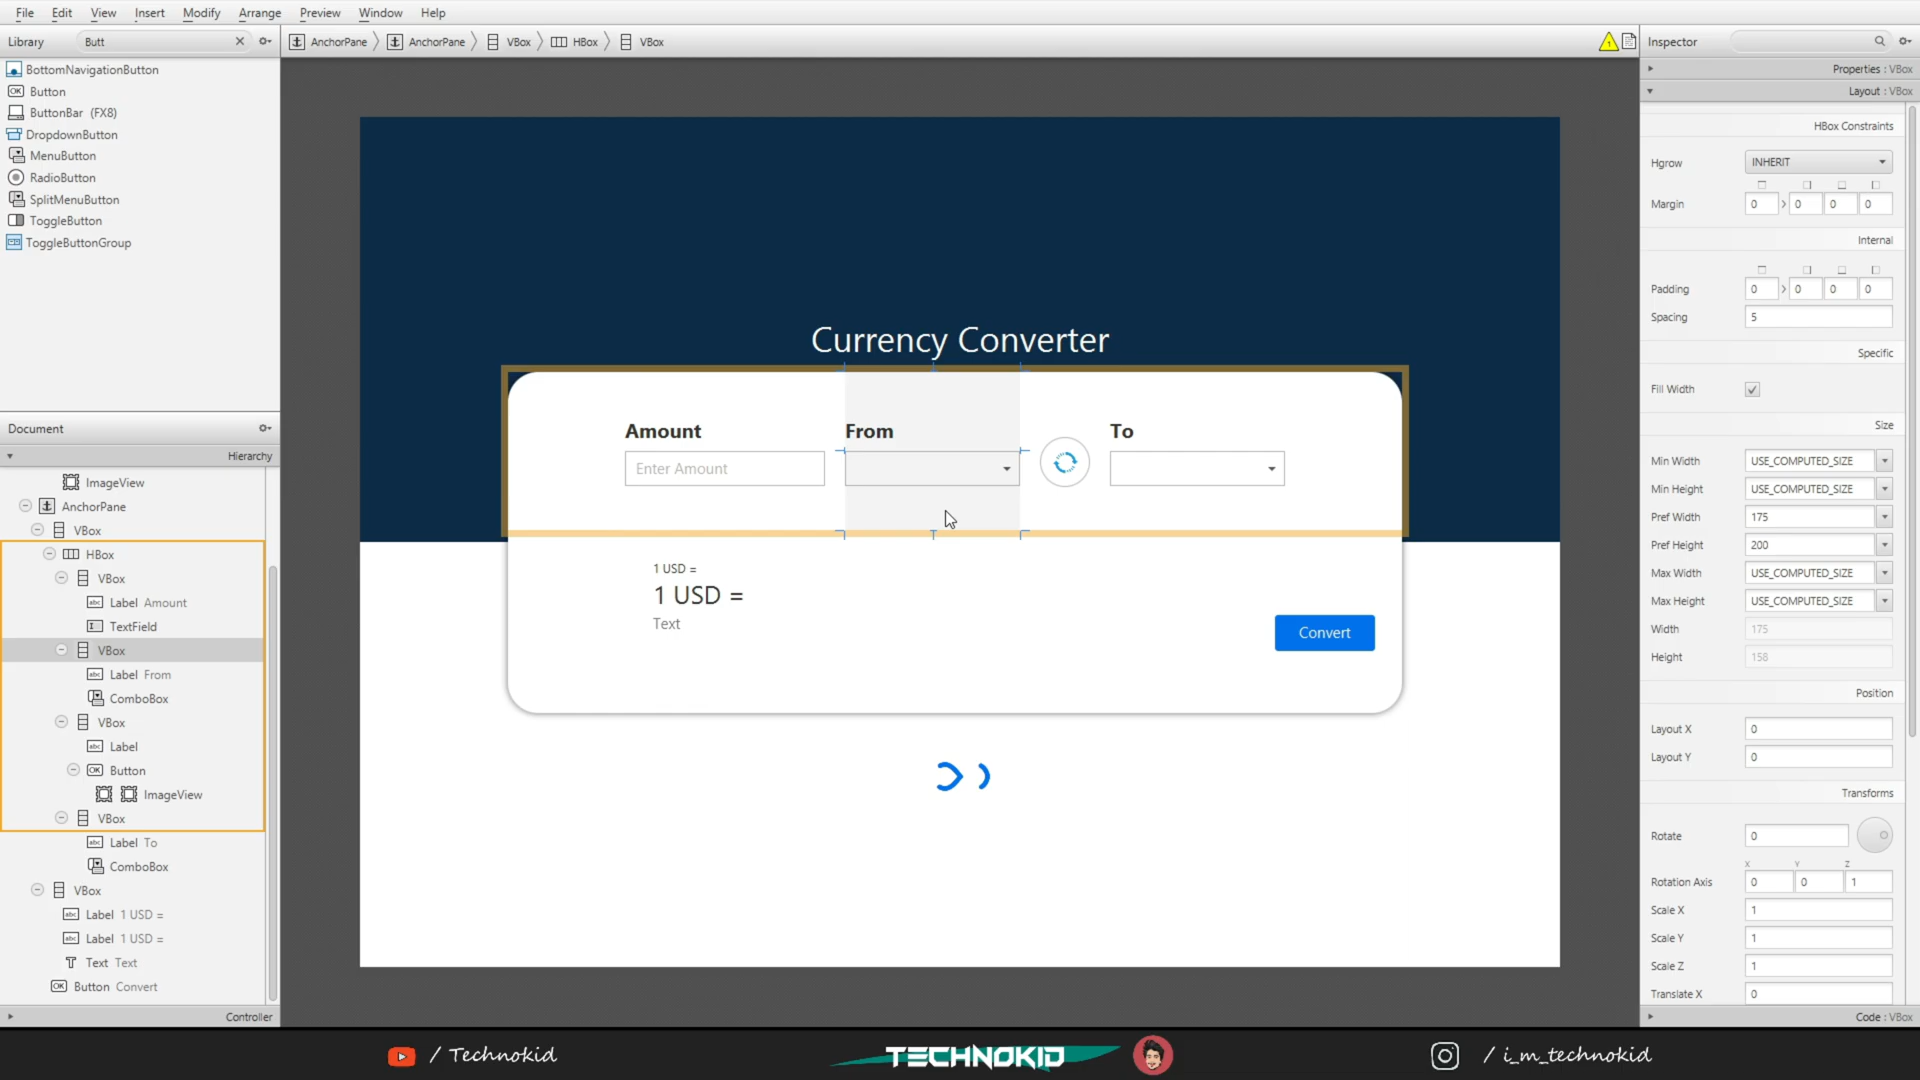 File Edit View Insert Modify Arrange Preview Window Help
Library Butt
AnchorPane AnchorPane VBox HBox VBox
Inspector
BottomNavigationButton
Button
ButtonBar (FX8)
DropdownButton
MenuButton
RadioButton
SplitMenuButton
ToggleButton
ToggleButtonGroup
Document
Hierarchy
ImageView
AnchorPane
VBox
HBox
VBox
Label Amount
TextField
VBox
Label From
ComboBox
VBox
Label
Button
ImageView
VBox
Label To
ComboBox
VBox
Label 1 USD =
Label 1 USD =
Text Text
Button Convert
Controller
Currency Converter
Amount From To
Enter Amount
1 USD =
1 USD =
Text
Convert
Properties : VBox
Layout : VBox
HBox Constraints
Hgrow INHERIT
Margin 0 0 0 0
Internal
Padding 0 0 0 0
Spacing 5
Specific
Fill Width
Size
Min Width USE_COMPUTED_SIZE
Min Height USE_COMPUTED_SIZE
Pref Width 175
Pref Height 200
Max Width USE_COMPUTED_SIZE
Max Height USE_COMPUTED_SIZE
Width 175
Height 158
Position
Layout X 0
Layout Y 0
Transforms
Rotate 0
X Y Z
Rotation Axis 0 0 1
Scale X 1
Scale Y 1
Scale Z 1
Translate X 0
Code : VBox
/ Technokid
TECHNOKID
/ i_m_technokid